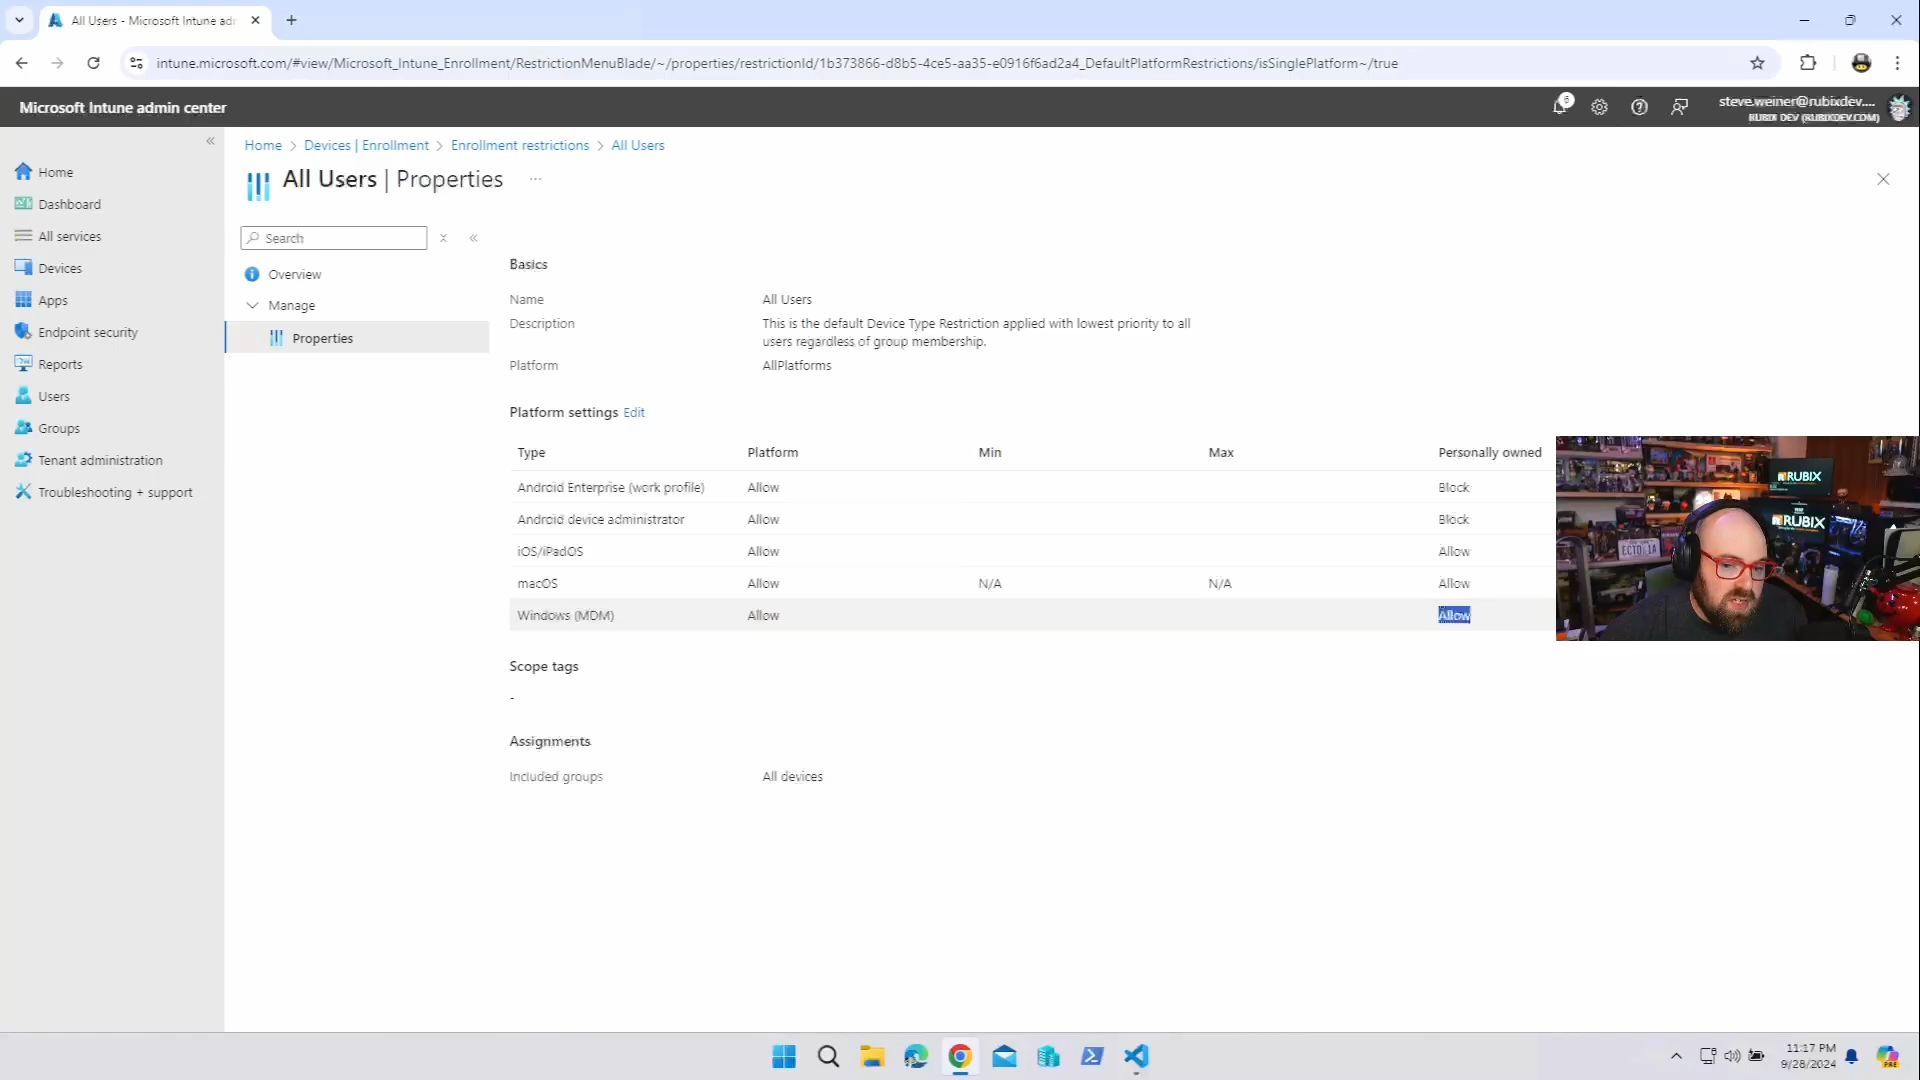 All Users - Microsoft Intune adr
intune.microsoft.com/#view/Microsoft_Intune_Enrollment/RestrictionMenuBlade/~/properties/restrictionId/1b373866-d8b5-4ce5-aa35-e0916f6ad2a4_DefaultPlatformRestrictions/isSinglePlatform~/true
Microsoft Intune admin center
6
steve.weiner@rubixdev....
RUBIX DEV (RUBIXDEV.COM)
Home
Dashboard
All services
Devices
Apps
Endpoint security
Reports
Users
Groups
Tenant administration
Troubleshooting + support
Home > Devices | Enrollment > Enrollment restrictions > All Users
All Users | Properties ...
Search
Overview
Manage
Properties
Basics
Name All Users
Description This is the default Device Type Restriction applied with lowest priority to all
users regardless of group membership.
Platform AllPlatforms
Platform settings Edit
Type Platform Min Max Personally owned
Android Enterprise (work profile) Allow Block
Android device administrator Allow Block
iOS/iPadOS Allow Allow
macOS Allow N/A N/A Allow
Windows (MDM) Allow Allow
Scope tags
-
Assignments
Included groups All devices
RUBIX
RUBIX
ECTO-1A
11:17 PM
9/28/2024
PRE